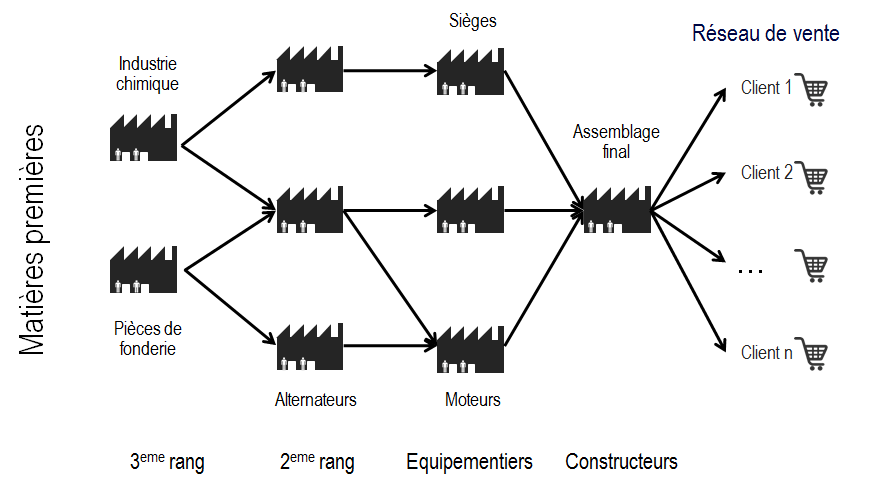 Matières premières
Industrie
chimique
Pièces de
fonderie
Alternateurs
Sièges
Moteurs
Assemblage
final
Réseau de vente
Client 1
Client 2
...
Client n
3eme rang
2eme rang
Equipementiers
Constructeurs